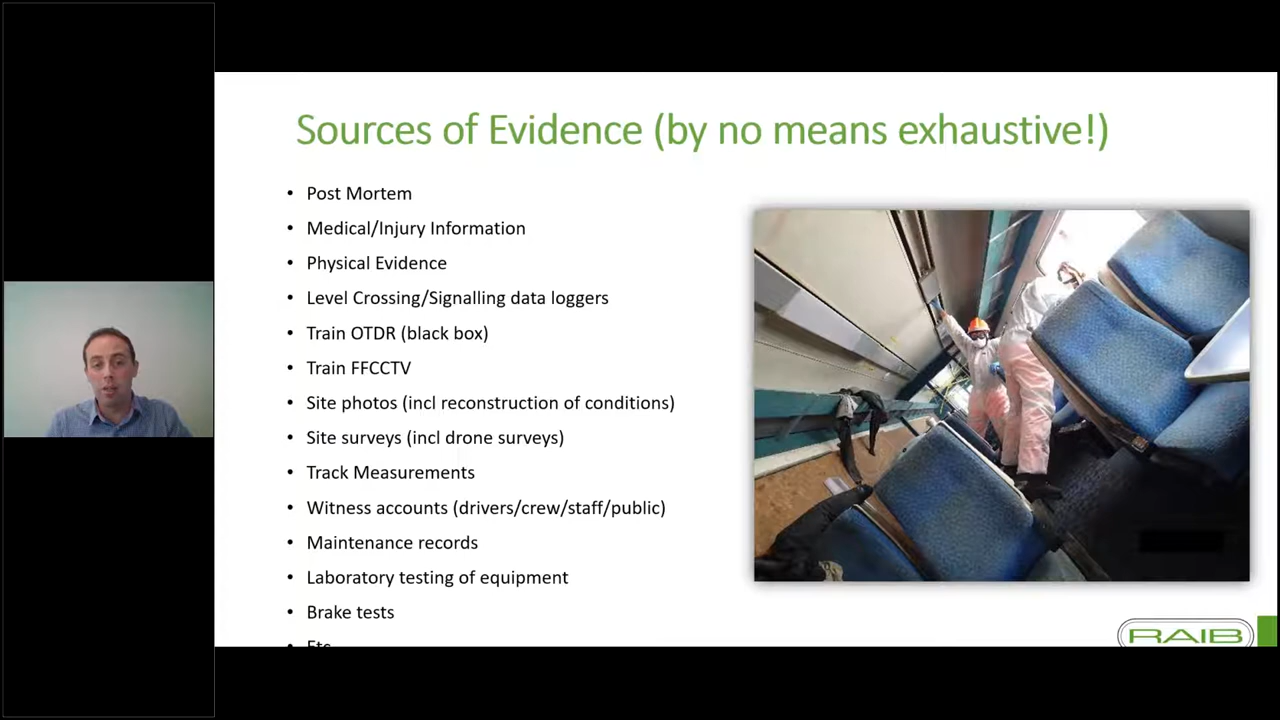 Sources of Evidence (by no means exhaustive!)
• Post Mortem
• Medical/Injury Information
• Physical Evidence
• Level Crossing/Signalling data loggers
• Train OTDR (black box)
• Train FFCCTV
• Site photos (incl reconstruction of conditions)
• Site surveys (incl drone surveys)
• Track Measurements
• Witness accounts (drivers/crew/staff/public)
• Maintenance records
• Laboratory testing of equipment
• Brake tests
• Etc
RAIB